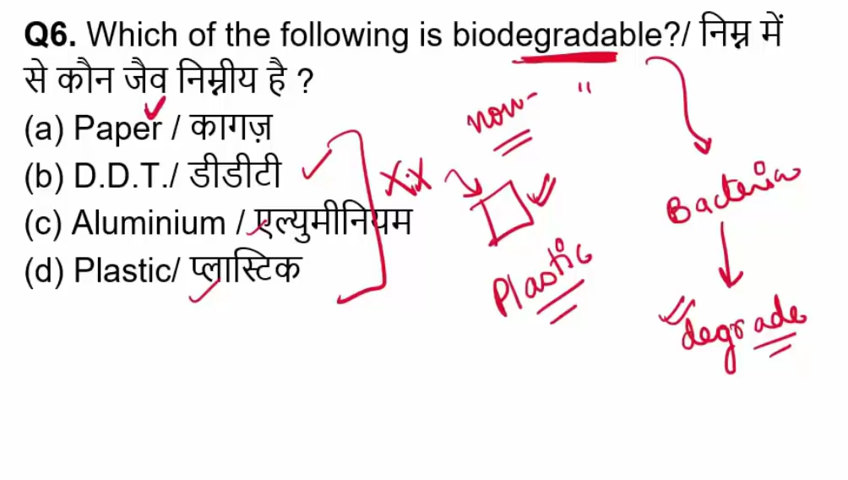 Q6. Which of the following is biodegradable?/ निम्न में
से कौन जैव निम्नीय है ?
(a) Paper / कागज़
(b) D.D.T./ डीडीटी
(c) Aluminium / एल्युमीनियम
(d) Plastic/ प्लास्टिक
non- "
Plastic
Bacteria
degrade